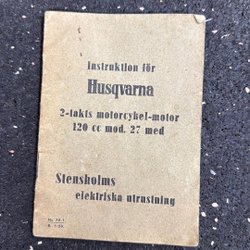 Instruktion för
Husqvarna
2-takts motorcykel-motor
120 cc mod. 27 med
Stensholms
elektriska utrustning